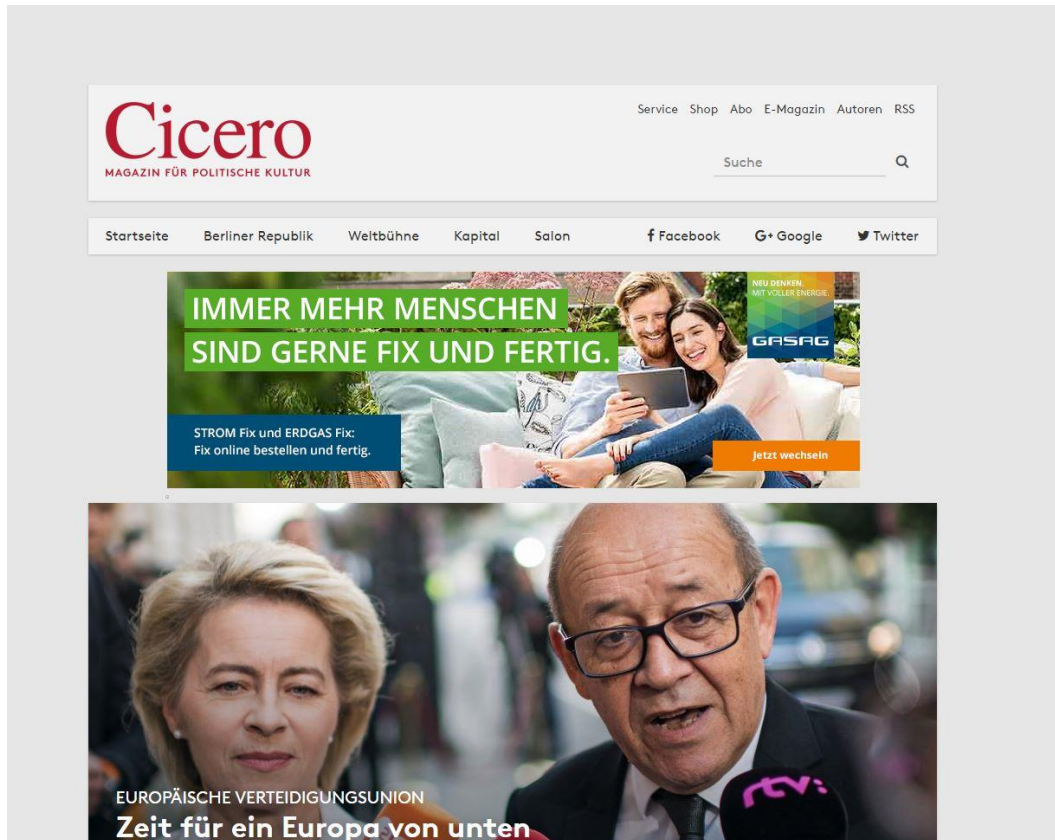 Cicero
MAGAZIN FÜR POLITISCHE KULTUR
Service Shop Abo E-Magazin Autoren RSS
Suche
Startseite Berliner Republik Weltbühne Kapital Salon Facebook G+ Google Twitter
IMMER MEHR MENSCHEN
SIND GERNE FIX UND FERTIG.
NEU DENKEN.
MIT VOLLER ENERGIE.
GASAG
STROM Fix und ERDGAS Fix:
Fix online bestellen und fertig.
Jetzt wechseln
rtv:
EUROPÄISCHE VERTEIDIGUNGSUNION
Zeit für ein Europa von unten